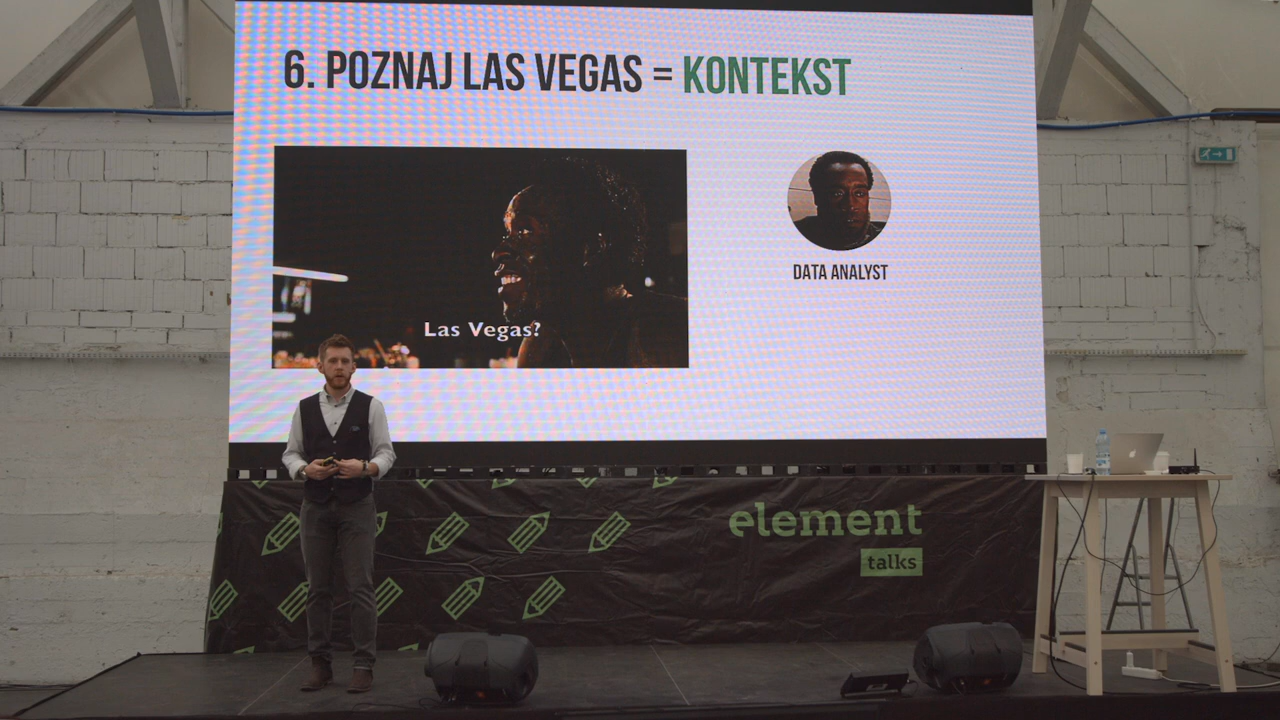 6. POZNAJ LAS VEGAS = KONTEKST
Las Vegas?
DATA ANALYST
element
talks